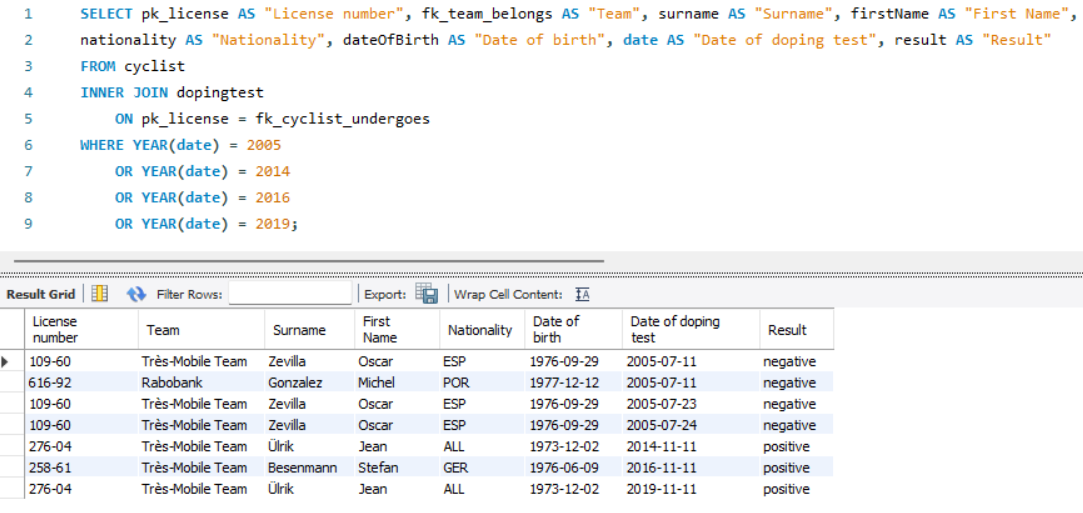 1 SELECT pk_license AS "License number", fk_team_belongs AS "Team", surname AS "Surname", firstName AS "First Name",
2 nationality AS "Nationality", dateOfBirth AS "Date of birth", date AS "Date of doping test", result AS "Result"
3 FROM cyclist
4 INNER JOIN dopingtest
5 ON pk_license = fk_cyclist_undergoes
6 WHERE YEAR(date) = 2005
7 OR YEAR(date) = 2014
8 OR YEAR(date) = 2016
9 OR YEAR(date) = 2019;
Result Grid Filter Rows: Export: Wrap Cell Content: IA
License number Team Surname First Name Nationality Date of birth Date of doping test Result
109-60 Très-Mobile Team Zevilla Oscar ESP 1976-09-29 2005-07-11 negative
616-92 Rabobank Gonzalez Michel POR 1977-12-12 2005-07-11 negative
109-60 Très-Mobile Team Zevilla Oscar ESP 1976-09-29 2005-07-23 negative
109-60 Très-Mobile Team Zevilla Oscar ESP 1976-09-29 2005-07-24 negative
276-04 Très-Mobile Team Ülrik Jean ALL 1973-12-02 2014-11-11 positive
258-61 Très-Mobile Team Besenmann Stefan GER 1976-06-09 2016-11-11 positive
276-04 Très-Mobile Team Ülrik Jean ALL 1973-12-02 2019-11-11 positive